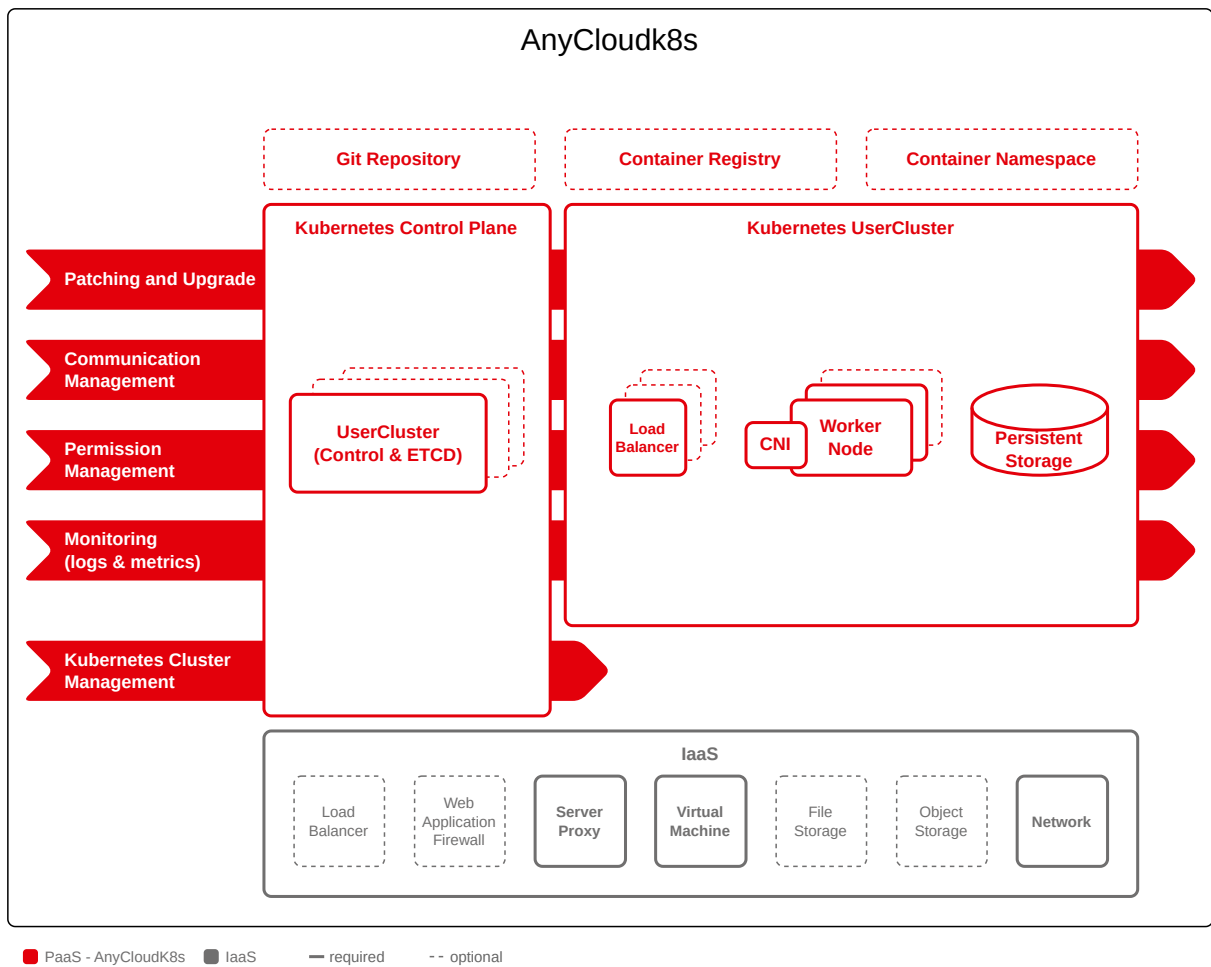 AnyCloudk8s
Git Repository
Container Registry
Container Namespace
Kubernetes Control Plane
Kubernetes UserCluster
Patching and Upgrade
Communication
Management
Permission
Management
Monitoring
(logs & metrics)
Kubernetes Cluster
Management
UserCluster
(Control & ETCD)
Load
Balancer
CNI
Worker
Node
Persistent
Storage
IaaS
Load
Balancer
Web
Application
Firewall
Server
Proxy
Virtual
Machine
File
Storage
Object
Storage
Network
PaaS - AnyCloudK8s
IaaS
required
optional